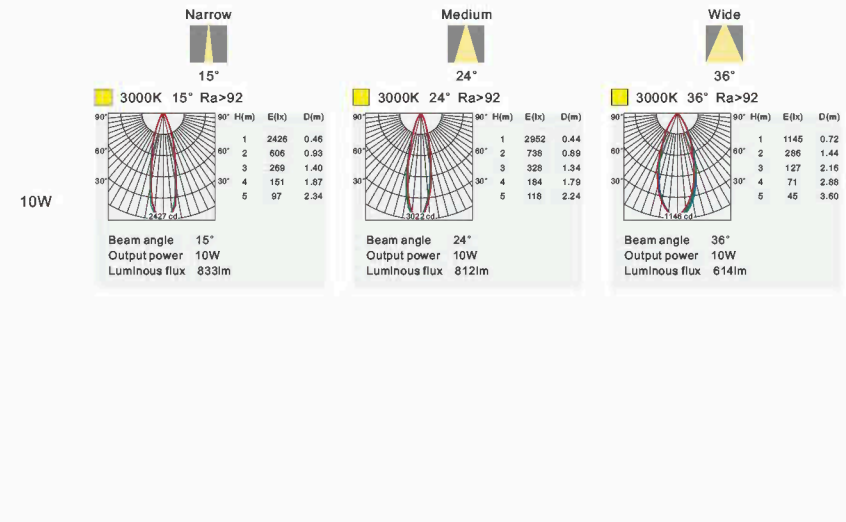 Narrow
15°
3000K 15° Ra>92
90° 90° H(m) E(lx) D(m)
1 2426 0.46
60° 60° 2 606 0.93
3 269 1.40
30° 30° 4 151 1.87
5 97 2.34
2427 cd
Beam angle 15°
Output power 10W
Luminous flux 833lm
Medium
24°
3000K 24° Ra>92
90° 90° H(m) E(lx) D(m)
1 2952 0.44
60° 60° 2 738 0.89
3 328 1.34
30° 30° 4 184 1.79
5 118 2.24
3022 cd
Beam angle 24°
Output power 10W
Luminous flux 812lm
Wide
36°
3000K 36° Ra>92
90° 90° H(m) E(lx) D(m)
1 1145 0.72
60° 60° 2 286 1.44
3 127 2.16
30° 30° 4 71 2.88
5 45 3.60
1146 cd
Beam angle 36°
Output power 10W
Luminous flux 614lm
10W